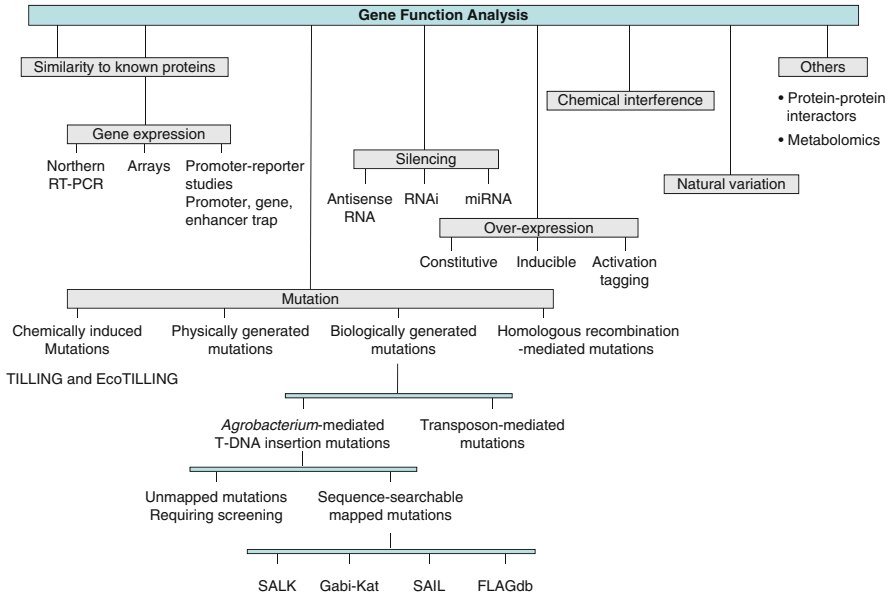 Gene Function Analysis
Similarity to known proteins
Others
Chemical interference
• Protein-protein
interactors
• Metabolomics
Gene expression
Northern
RT-PCR
Arrays
Promoter-reporter
studies
Promoter, gene,
enhancer trap
Silencing
Antisense
RNA
RNAi
miRNA
Natural variation
Over-expression
Constitutive
Inducible
Activation
tagging
Mutation
Chemically induced
Mutations
Physically generated
mutations
Biologically generated
mutations
Homologous recombination
-mediated mutations
TILLING and EcoTILLING
Agrobacterium-mediated
T-DNA insertion mutations
Transposon-mediated
mutations
Unmapped mutations
Requiring screening
Sequence-searchable
mapped mutations
SALK
Gabi-Kat
SAIL
FLAGdb